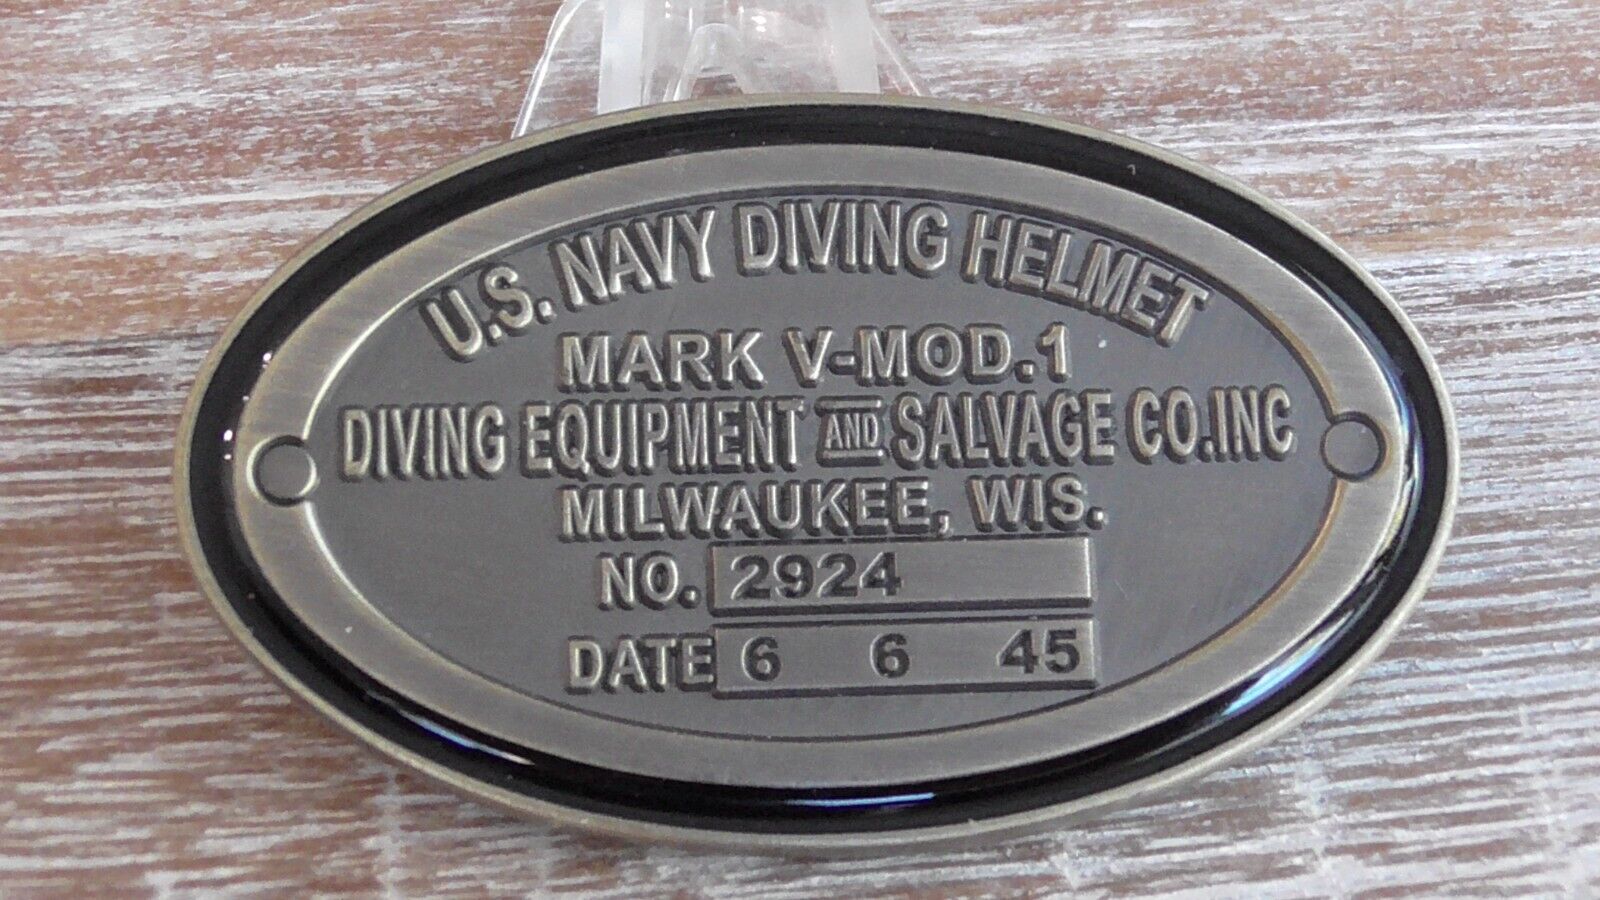 U.S. NAVY DIVING HELMET
MARK V-MOD.1
DIVING EQUIPMENT AND SALVAGE CO.INC
MILWAUKEE, WIS.
NO. 2924
DATE 6 6 45